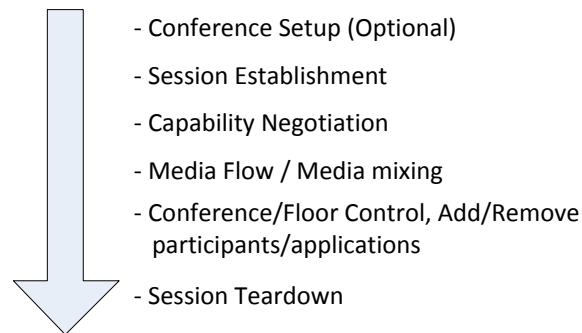 - Conference Setup (Optional)
- Session Establishment
- Capability Negotiation
- Media Flow / Media mixing
- Conference/Floor Control, Add/Remove
participants/applications
- Session Teardown